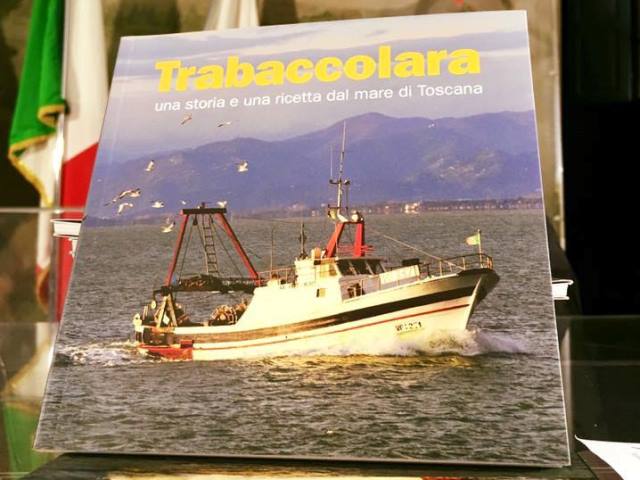 Trabaccolara
una storia e una ricetta dal mare di Toscana